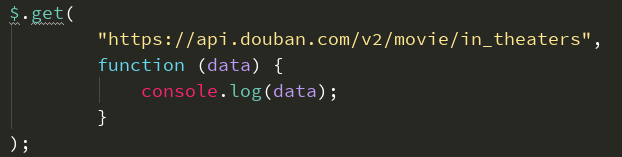 $.get(
"https://api.douban.com/v2/movie/in_theaters",
function (data) {
console.log(data);
}
);